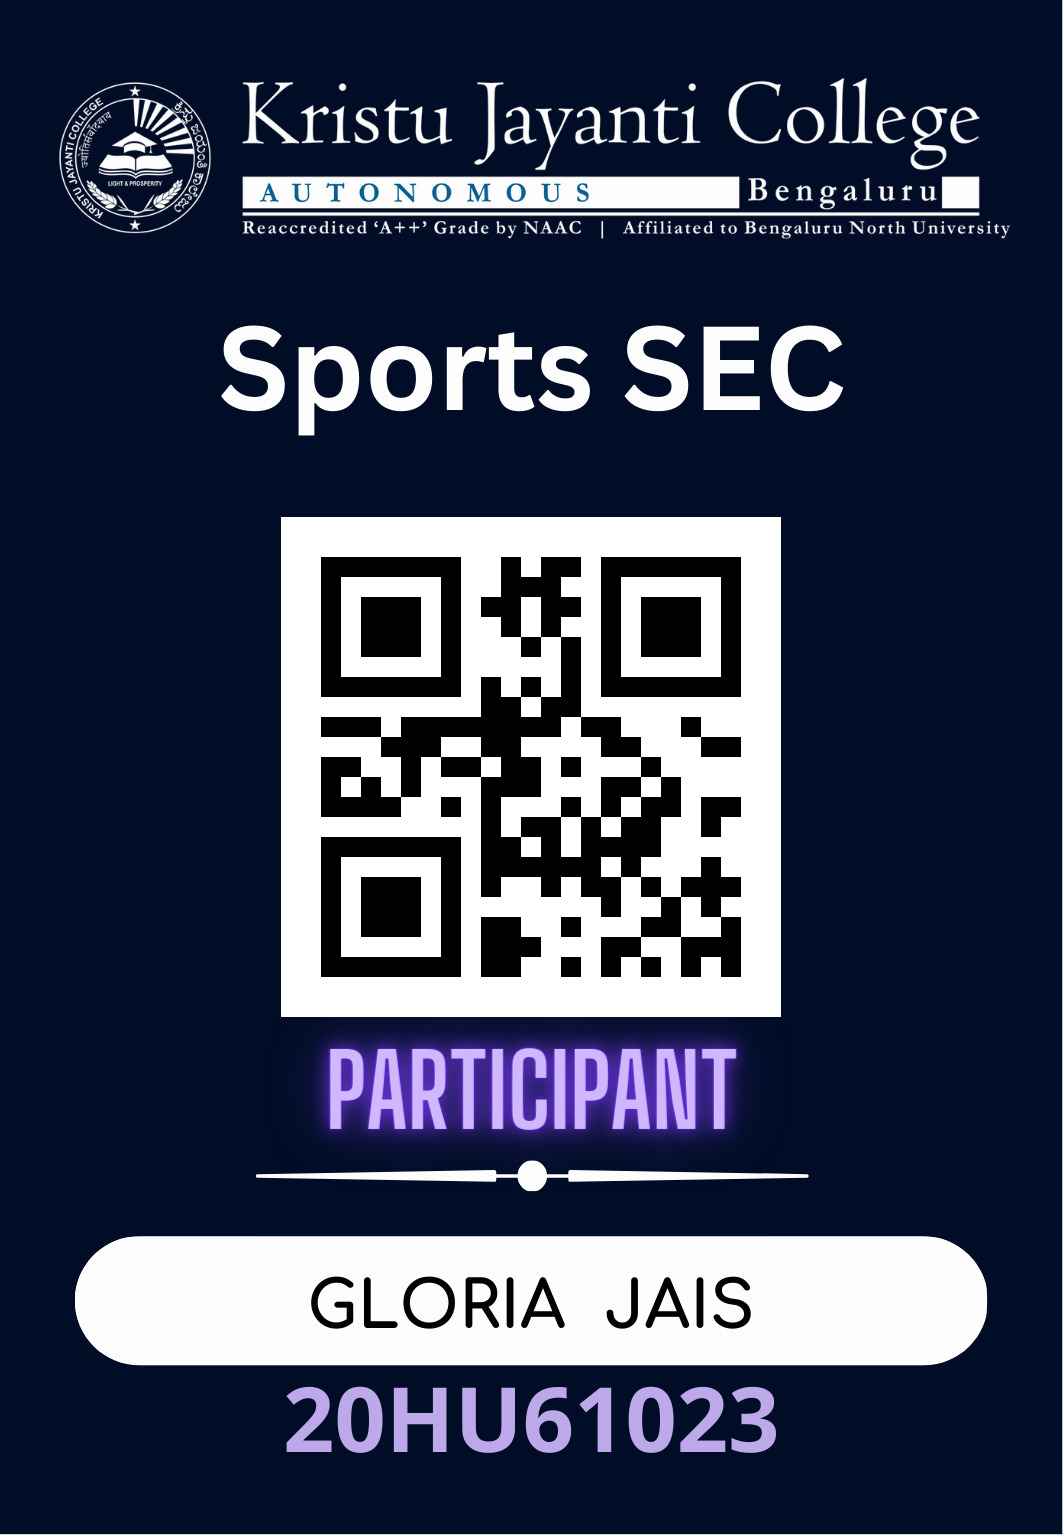 KRISTU JAYANTI COLLEGE
LIGHT & PROSPERITY
Kristu Jayanti College
AUTONOMOUS Bengaluru
Reaccredited ‘A++’ Grade by NAAC | Affiliated to Bengaluru North University
Sports SEC
PARTICIPANT
GLORIA JAIS
20HU61023